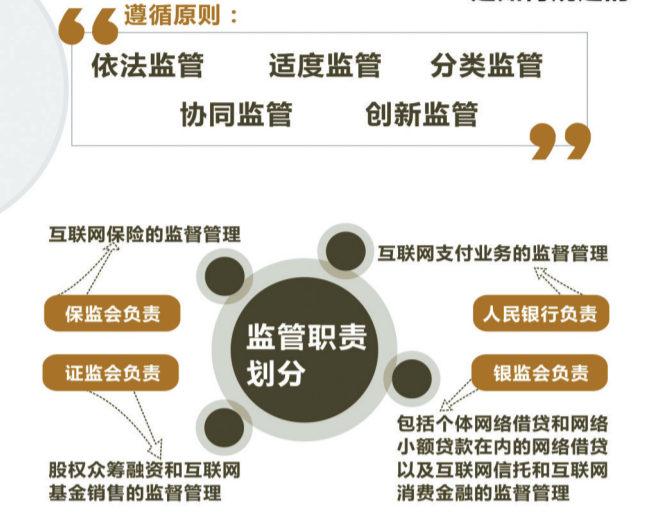 遵循原则：
依法监管 适度监管 分类监管
协同监管 创新监管
互联网保险的监督管理
互联网支付业务的监督管理
保监会负责
人民银行负责
监管职责
划分
证监会负责
银监会负责
股权众筹融资和互联网
基金销售的监督管理
包括个体网络借贷和网络
小额贷款在内的网络借贷
以及互联网信托和互联网
消费金融的监督管理